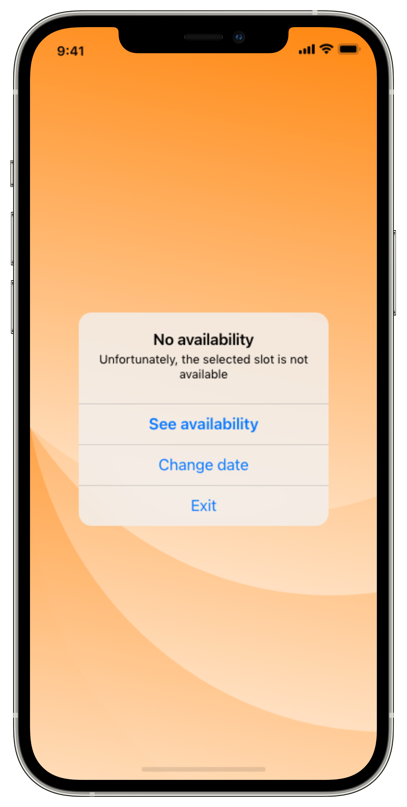 9:41
No availability
Unfortunately, the selected slot is not
available
See availability
Change date
Exit